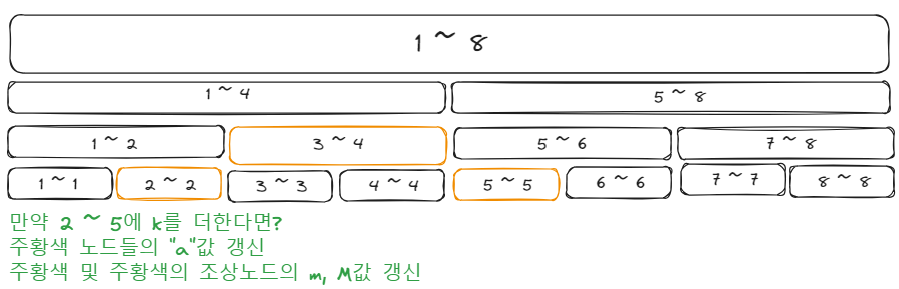 1 ~ 8
1 ~ 4 5 ~ 8
1 ~ 2 3 ~ 4 5 ~ 6 7 ~ 8
1 ~ 1 2 ~ 2 3 ~ 3 4 ~ 4 5 ~ 5 6 ~ 6 7 ~ 7 8 ~ 8
만약 2 ~ 5에 k를 더한다면?
주황색 노드들의 "a"값 갱신
주황색 및 주황색의 조상노드의 m, M값 갱신